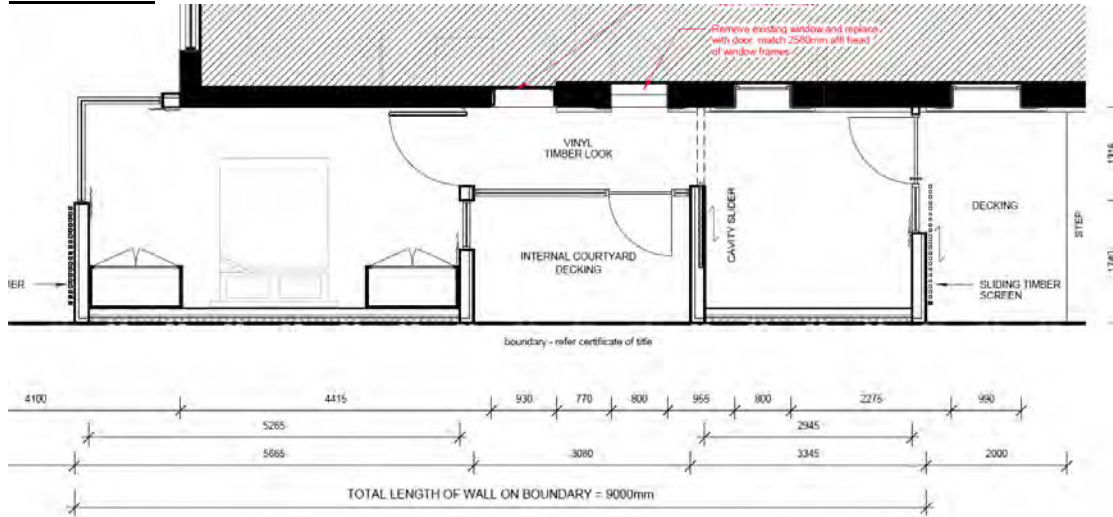 Remove existing window and replace
with door. match 2580mm affl head
of window frames
VINYL
TIMBER LOOK
1316
DECKING
STEP
CAVITY SLIDER
INTERNAL COURTYARD
DECKING
SLIDING TIMBER
SCREEN
boundary - refer certificate of title
4100 4415 930 770 800 955 800 2275 990
5265 2945
5665 3080 3345 2000
TOTAL LENGTH OF WALL ON BOUNDARY = 9000mm